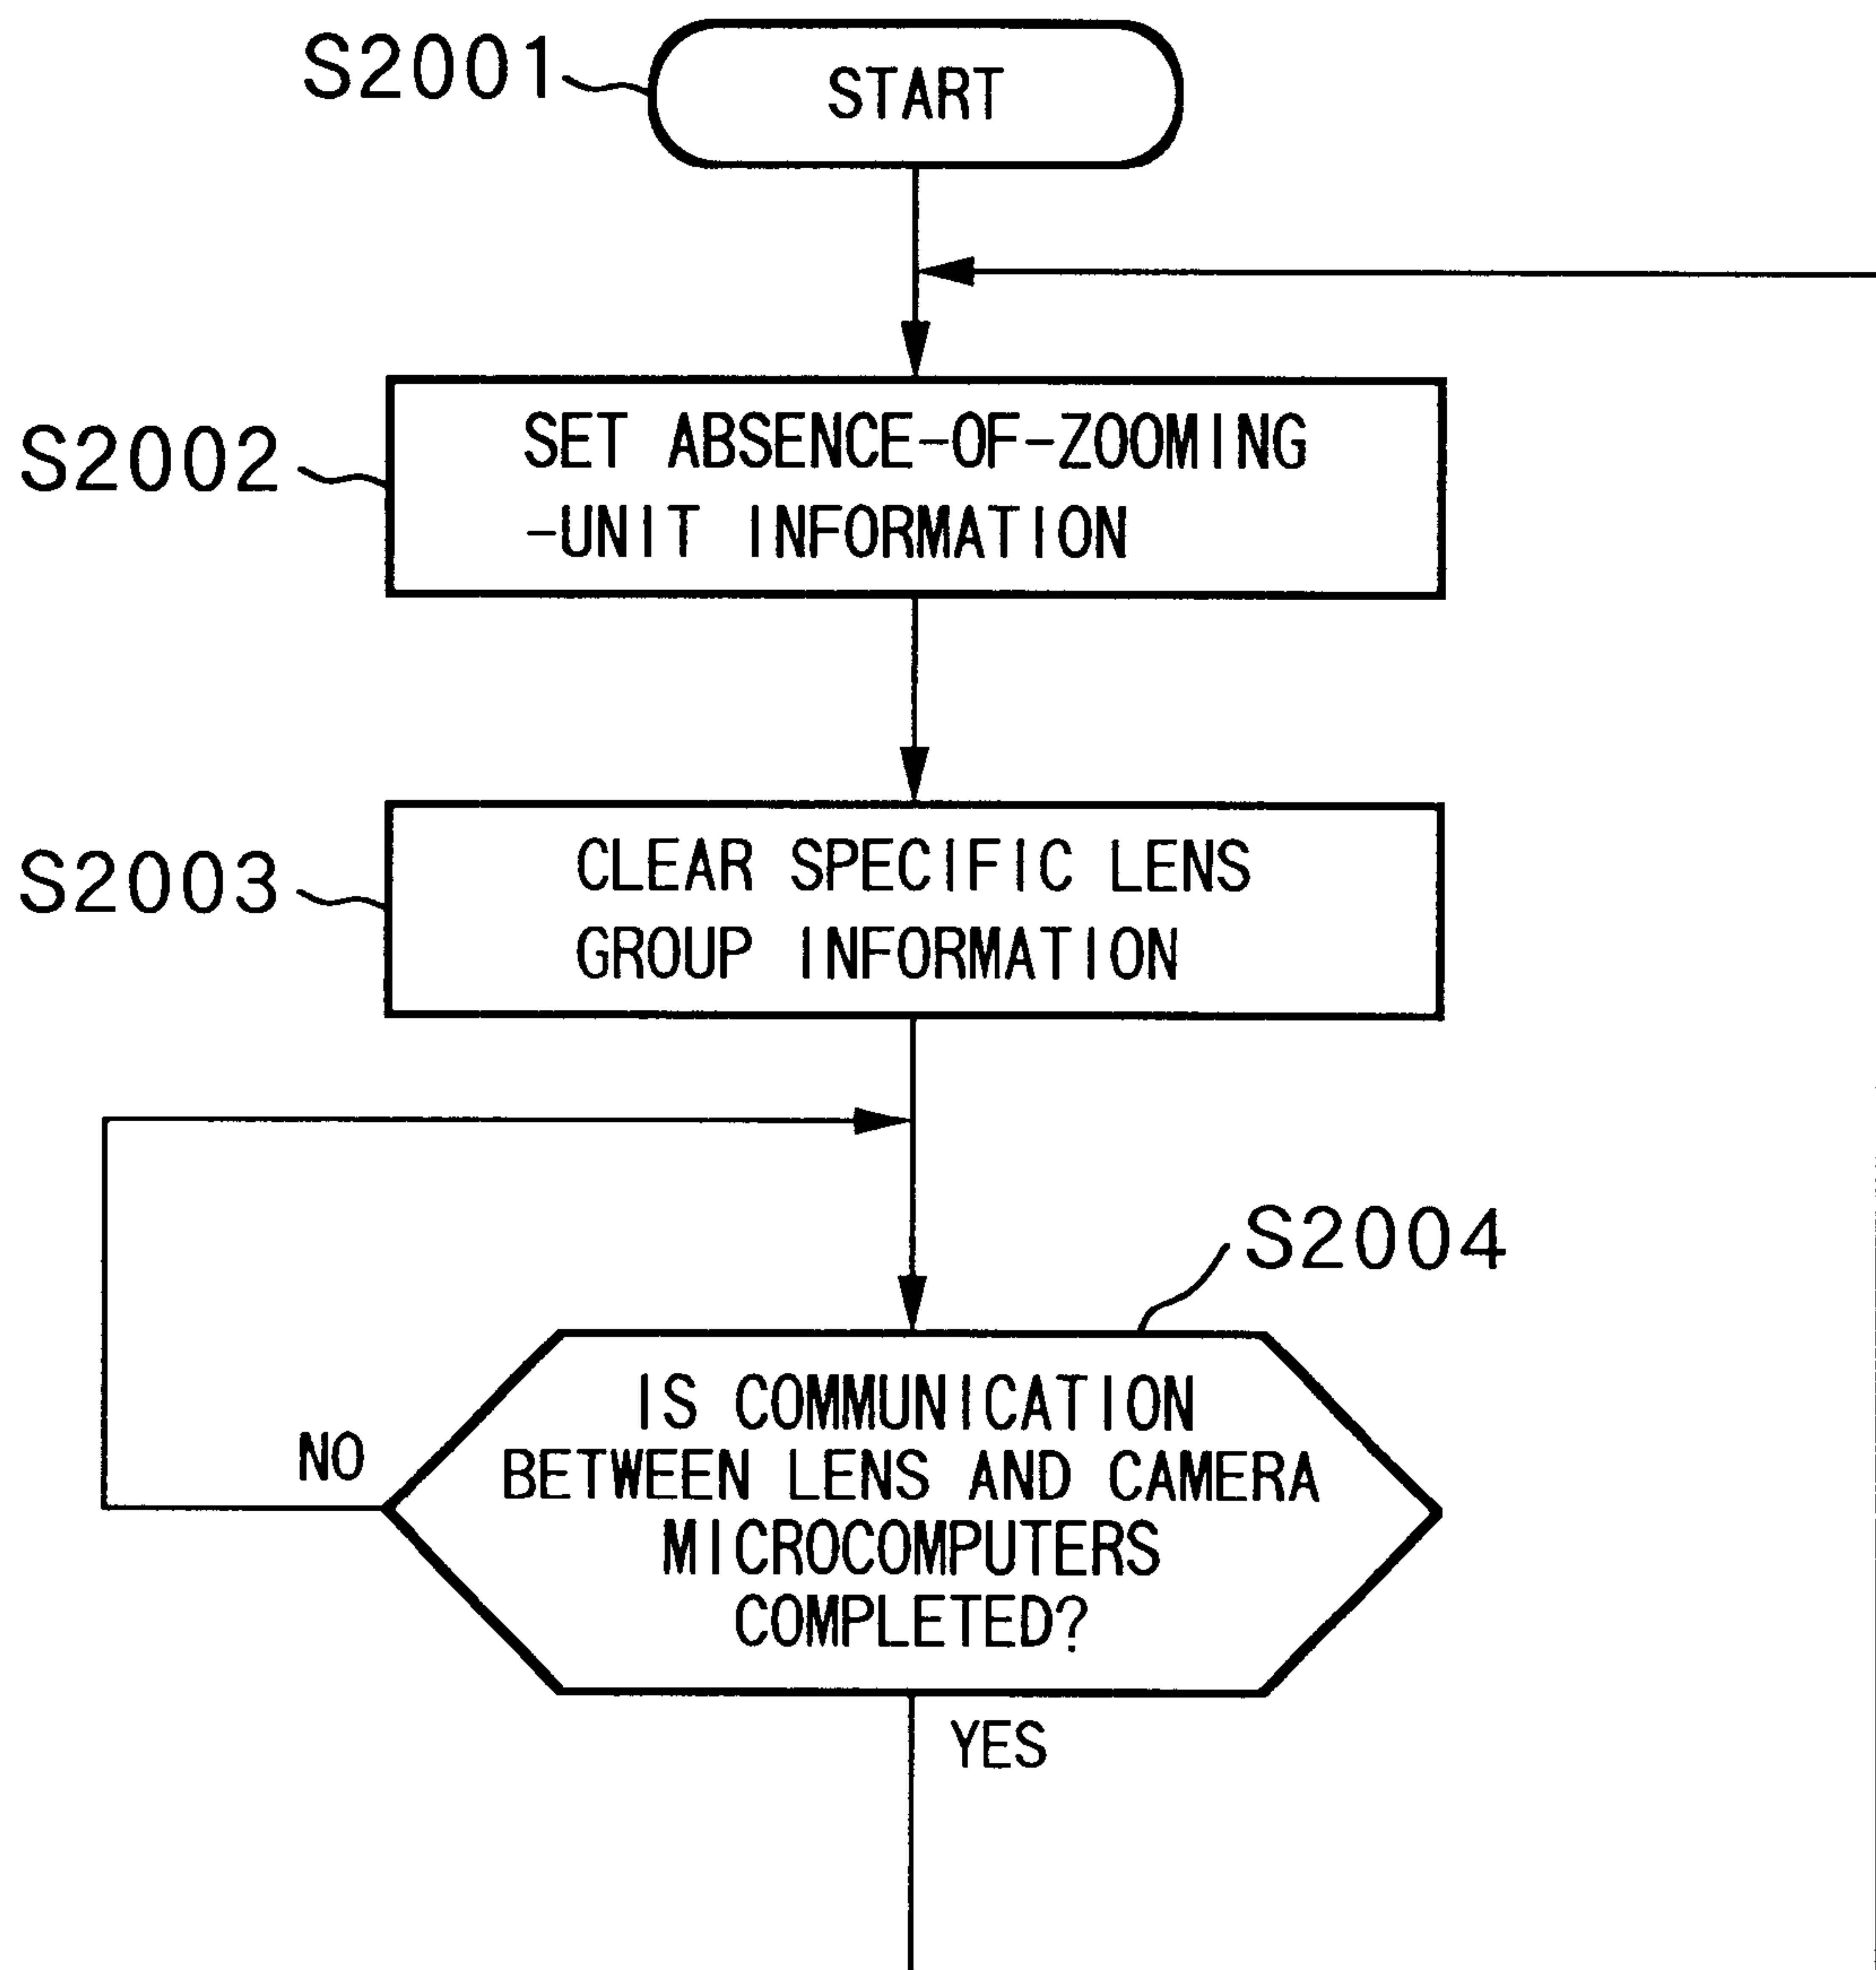 S2001
START
S2002
SET ABSENCE-OF-ZOOMING
-UNIT INFORMATION
S2003
CLEAR SPECIFIC LENS
GROUP INFORMATION
S2004
IS COMMUNICATION
BETWEEN LENS AND CAMERA
MICROCOMPUTERS
COMPLETED?
NO
YES